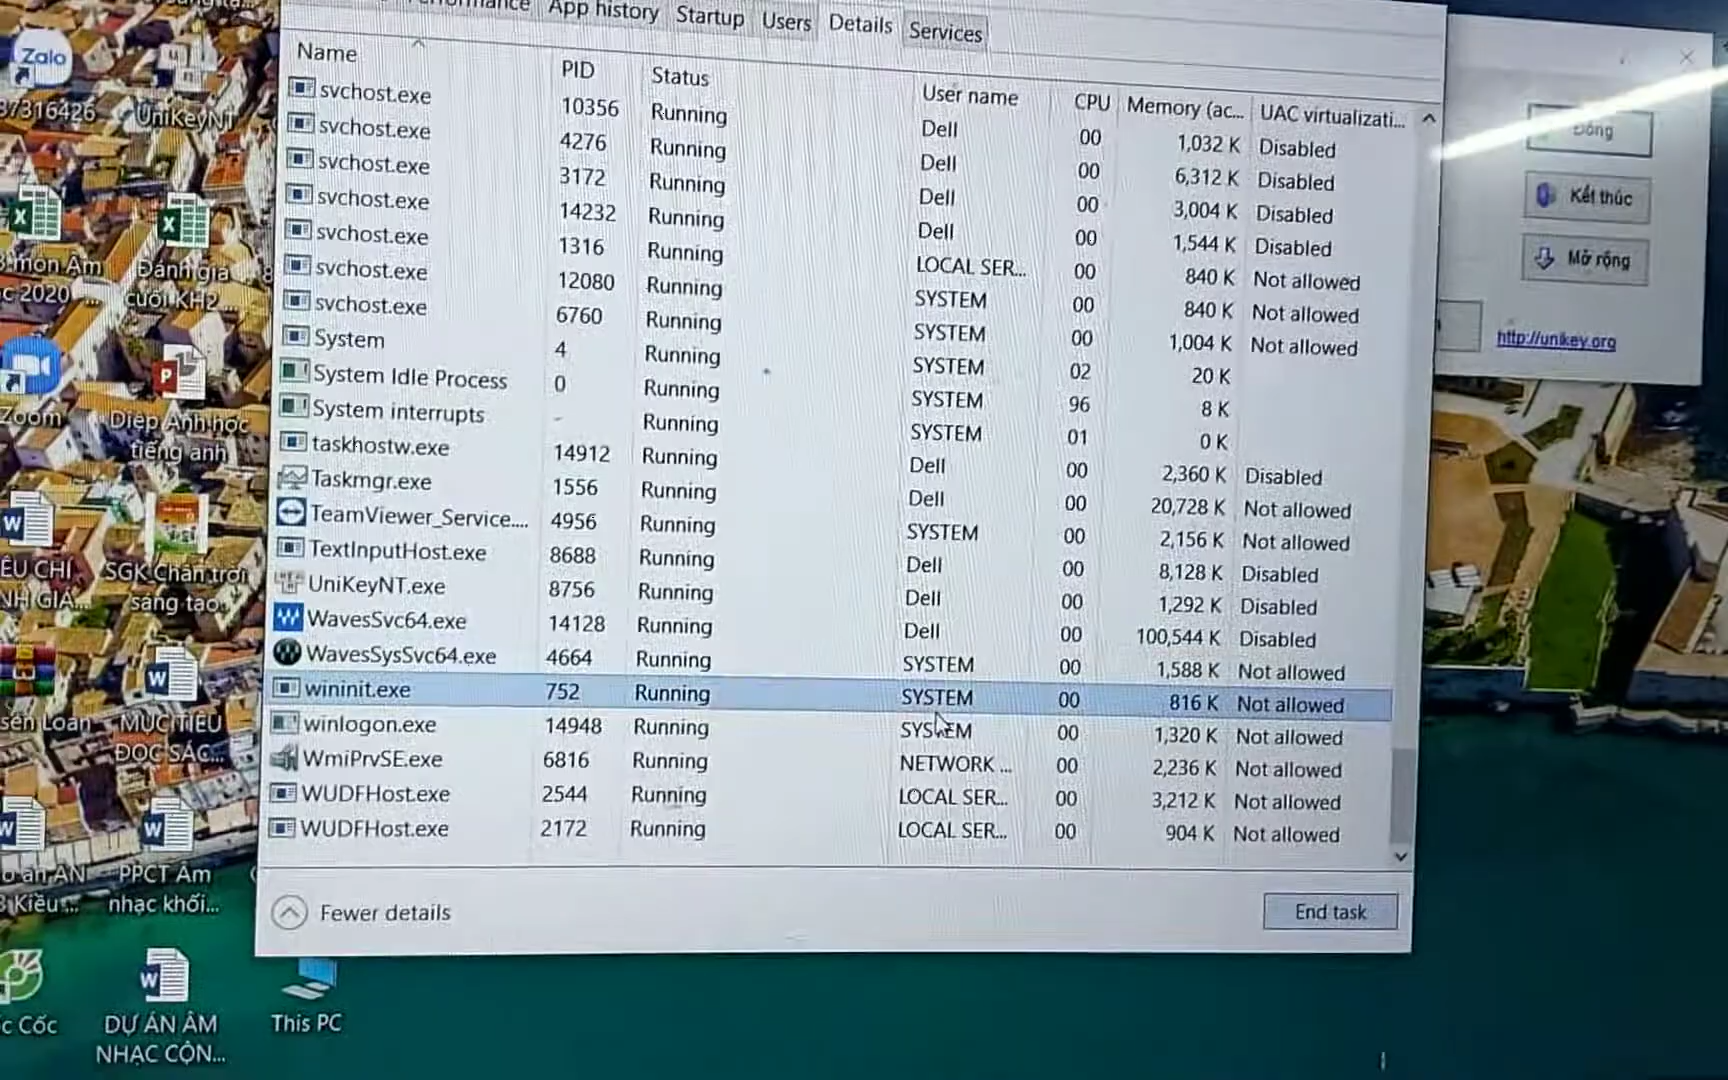 App history Startup Users Details Services
Name PID Status User name CPU Memory (ac... UAC virtualizati...
svchost.exe 10356 Running Dell 00 1,032 K Disabled
svchost.exe 4276 Running Dell 00 6,312 K Disabled
svchost.exe 3172 Running Dell 00 3,004 K Disabled
svchost.exe 14232 Running Dell 00 1,544 K Disabled
svchost.exe 1316 Running LOCAL SER... 00 840 K Not allowed
svchost.exe 12080 Running SYSTEM 00 840 K Not allowed
svchost.exe 6760 Running SYSTEM 00 1,004 K Not allowed
System 4 Running SYSTEM 02 20 K
System Idle Process 0 Running SYSTEM 96 8 K
System interrupts - Running SYSTEM 01 0 K
taskhostw.exe 14912 Running Dell 00 2,360 K Disabled
Taskmgr.exe 1556 Running Dell 00 20,728 K Not allowed
TeamViewer_Service.... 4956 Running SYSTEM 00 2,156 K Not allowed
TextInputHost.exe 8688 Running Dell 00 8,128 K Disabled
UniKeyNT.exe 8756 Running Dell 00 1,292 K Disabled
WavesSvc64.exe 14128 Running Dell 00 100,544 K Disabled
WavesSysSvc64.exe 4664 Running SYSTEM 00 1,588 K Not allowed
wininit.exe 752 Running SYSTEM 00 816 K Not allowed
winlogon.exe 14948 Running SYSTEM 00 1,320 K Not allowed
WmiPrvSE.exe 6816 Running NETWORK ... 00 2,236 K Not allowed
WUDFHost.exe 2544 Running LOCAL SER... 00 3,212 K Not allowed
WUDFHost.exe 2172 Running LOCAL SER... 00 904 K Not allowed
Fewer details
End task
Đóng
Kết thúc
Mở rộng
http://unikey.org
Zalo
37316426
UniKeyNT
môn Âm
c 2020 ...
Đánh giá
cuối KH2
Zoom
Diệp Anh học
tiếng anh
ÊU CHÍ
NH GIÁ...
SGK Chân trời
sáng tạo
MỤC TIÊU
ĐỌC SÁC...
Kiều...
PPCT Âm
nhạc khối...
c Cốc
DỰ ÁN ÂM
NHẠC CỘN...
This PC